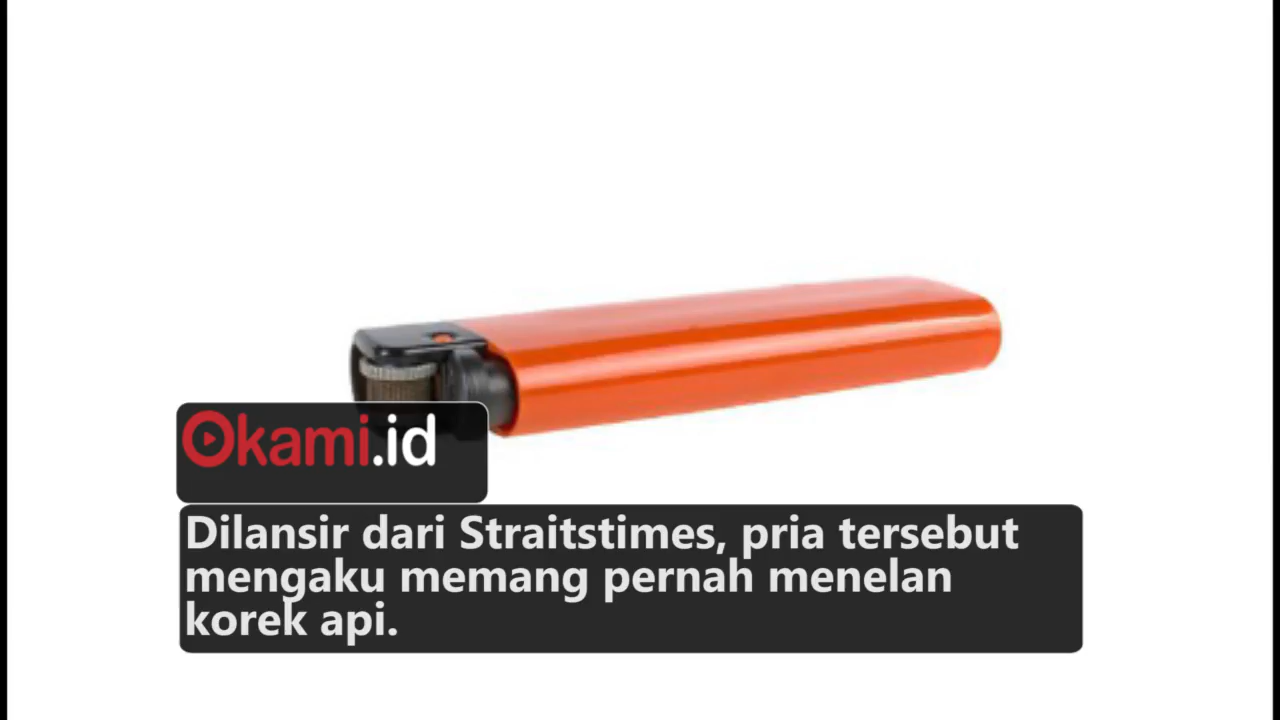 Okami.id
Dilansir dari Straitstimes, pria tersebut
mengaku memang pernah menelan
korek api.